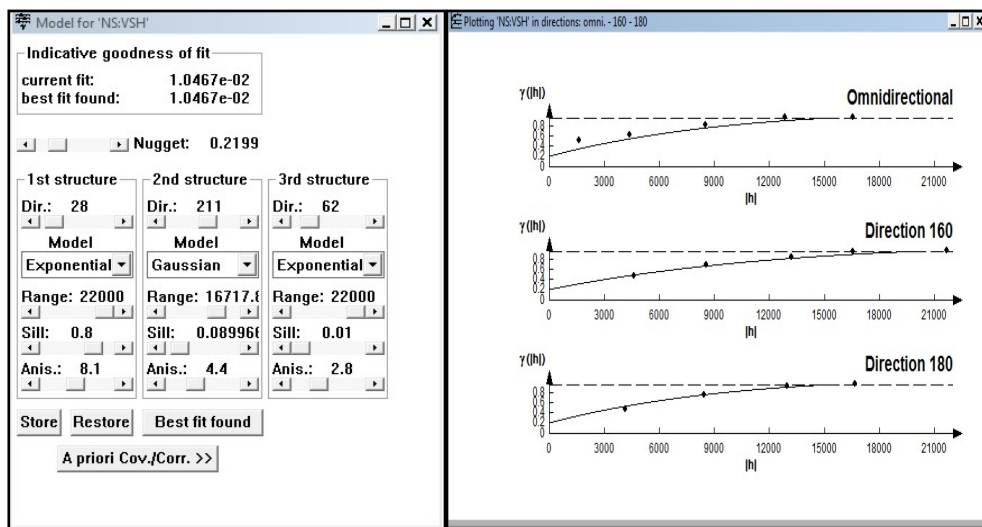 Model for 'NS:VSH'
Indicative goodness of fit
current fit: 1.0467e-02
best fit found: 1.0467e-02
Nugget: 0.2199
1st structure 2nd structure 3rd structure
Dir.: 28 Dir.: 211 Dir.: 62
Model Model Model
Exponential Gaussian Exponential
Range: 22000 Range: 16717.8 Range: 22000
Sill: 0.8 Sill: 0.089966 Sill: 0.01
Anis.: 8.1 Anis.: 4.4 Anis.: 2.8
Store Restore Best fit found
A priori Cov./Corr. >>
Plotting 'NS:VSH' in directions: omni. - 160 - 180
γ(|h|) Omnidirectional
0.8
0.6
0.4
0.2
0
0 3000 6000 9000 12000 15000 18000 21000
|h|
γ(|h|) Direction 160
0.8
0.6
0.4
0.2
0
0 3000 6000 9000 12000 15000 18000 21000
|h|
γ(|h|) Direction 180
0.8
0.6
0.4
0.2
0
0 3000 6000 9000 12000 15000 18000 21000
|h|